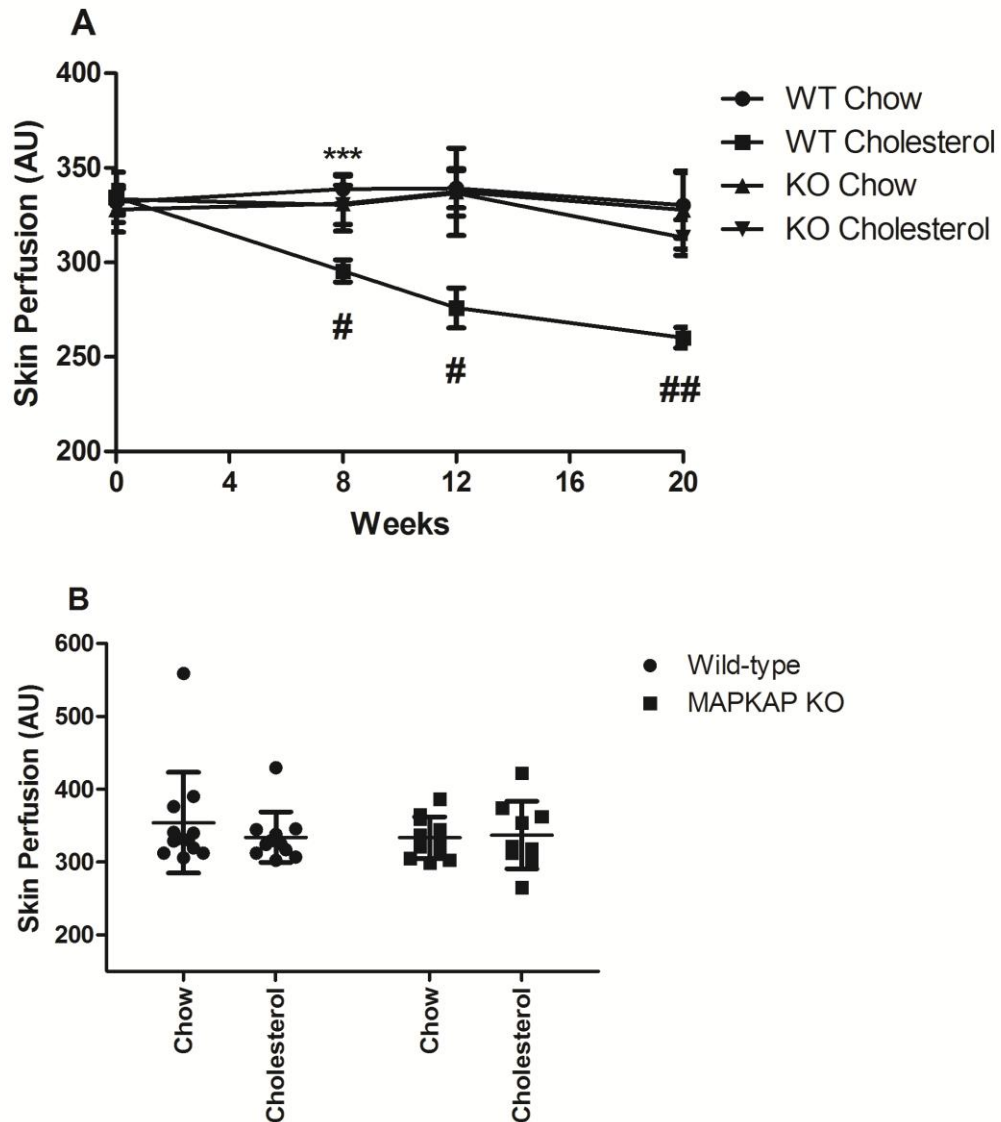 A
Skin Perfusion (AU)
400
350
300
250
200
***
#
#
##
0 4 8 12 16 20
Weeks
WT Chow
WT Cholesterol
KO Chow
KO Cholesterol
B
Skin Perfusion (AU)
600
500
400
300
200
Chow
Cholesterol
Chow
Cholesterol
Wild-type
MAPKAP KO